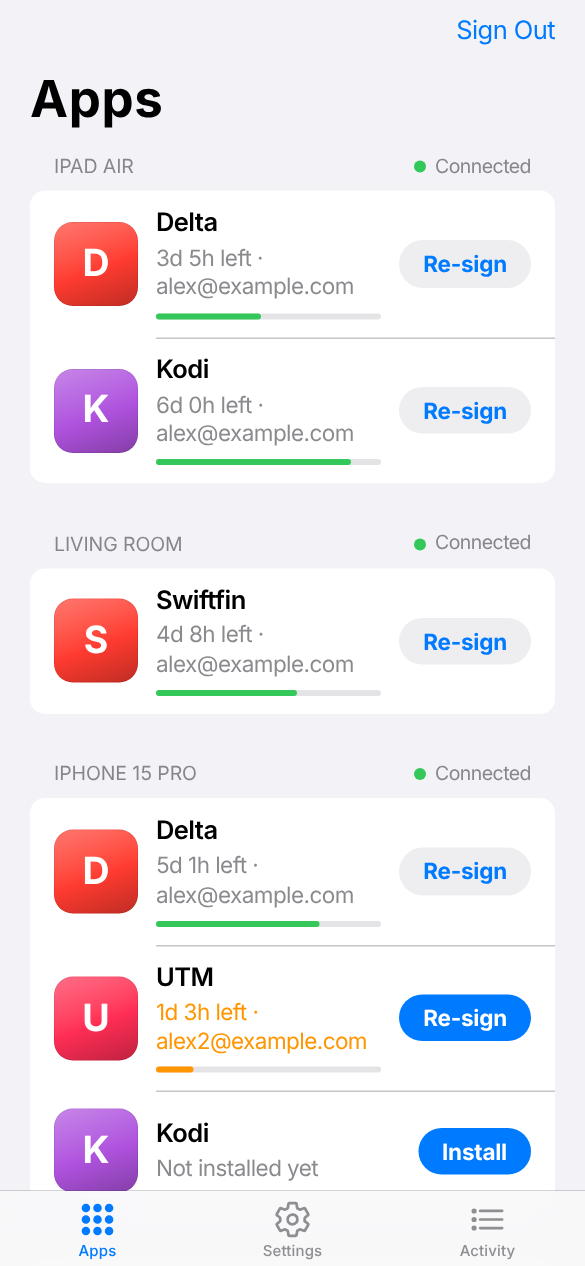 Sign Out
Apps
IPAD AIR
Connected
D
Delta
3d 5h left ·
alex@example.com
Re-sign
K
Kodi
6d 0h left ·
alex@example.com
Re-sign
LIVING ROOM
Connected
S
Swiftfin
4d 8h left ·
alex@example.com
Re-sign
IPHONE 15 PRO
Connected
D
Delta
5d 1h left ·
alex@example.com
Re-sign
U
UTM
1d 3h left ·
alex2@example.com
Re-sign
K
Kodi
Not installed yet
Install
Apps
Settings
Activity